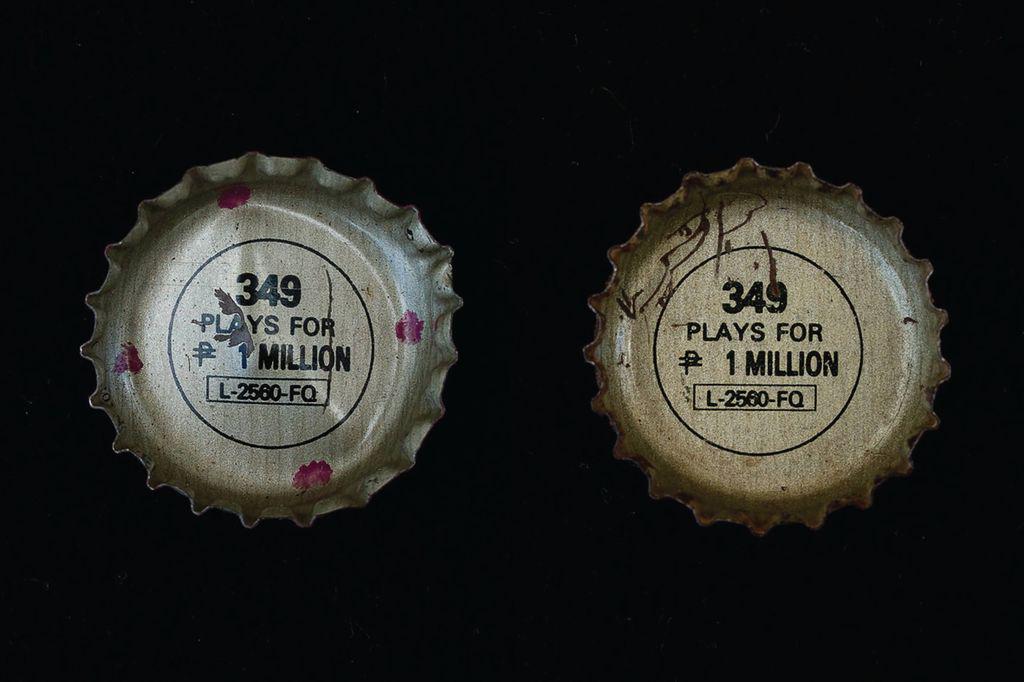 349
PLAYS FOR
₱ 1 MILLION
L-2560-FQ
349
PLAYS FOR
₱ 1 MILLION
L-2560-FQ